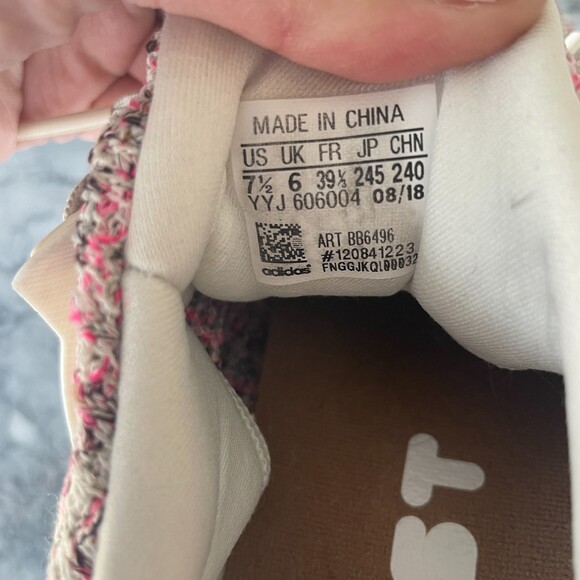 MADE IN CHINA
US UK FR JP CHN
7½ 6 39⅓ 245 240
YYJ 606004 08/18
ART BB6496
#120841223
adidas
ST